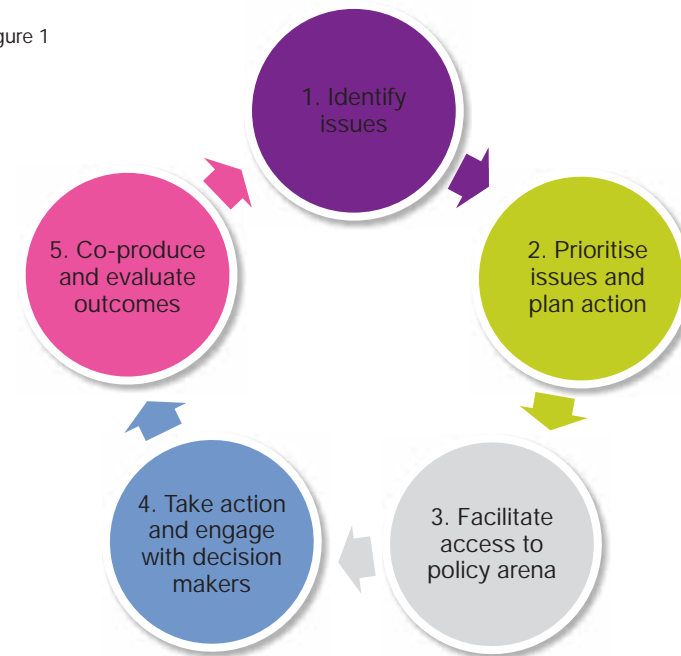 gure 1
1. Identify
issues
2. Prioritise
issues and
plan action
3. Facilitate
access to
policy arena
4. Take action
and engage
with decision
makers
5. Co-produce
and evaluate
outcomes